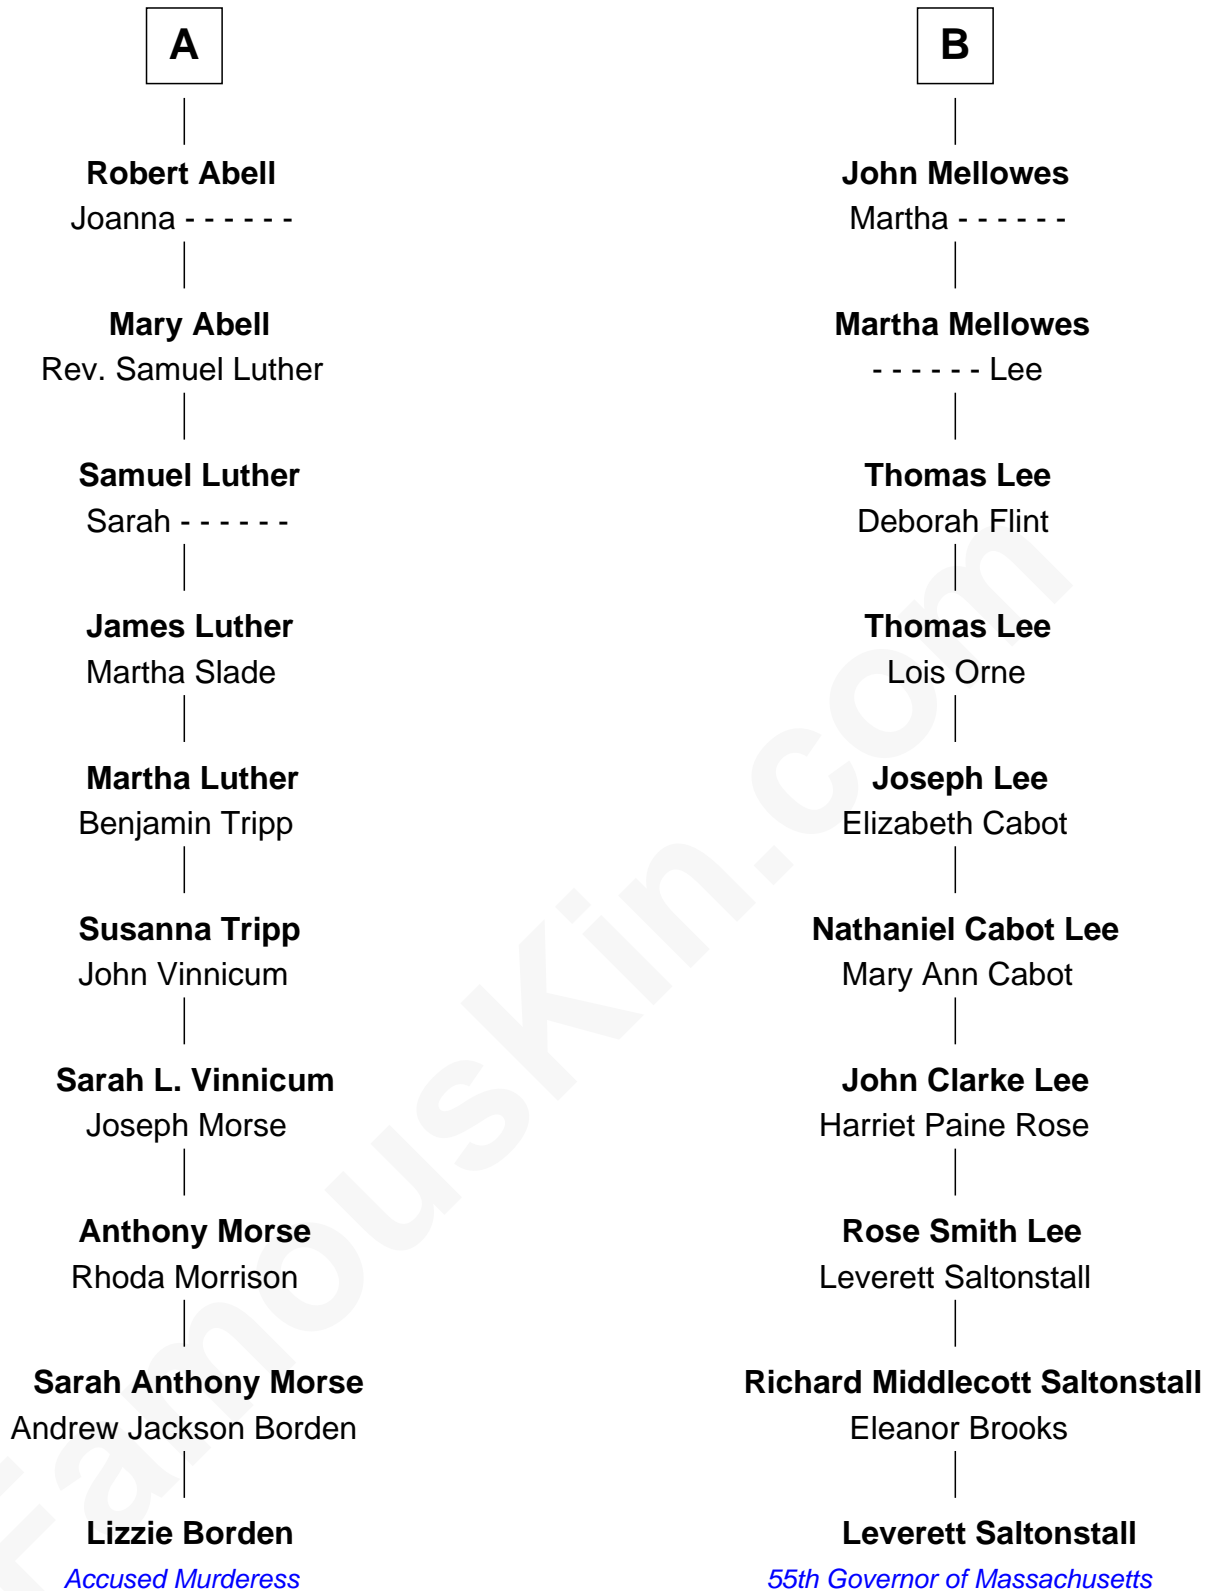 A
Robert Abell
Joanna - - - - - -
Mary Abell
Rev. Samuel Luther
Samuel Luther
Sarah - - - - - -
James Luther
Martha Slade
Martha Luther
Benjamin Tripp
Susanna Tripp
John Vinnicum
Sarah L. Vinnicum
Joseph Morse
Anthony Morse
Rhoda Morrison
Sarah Anthony Morse
Andrew Jackson Borden
Lizzie Borden
Accused Murderess
B
John Mellowes
Martha - - - - - -
Martha Mellowes
- - - - - - Lee
Thomas Lee
Deborah Flint
Thomas Lee
Lois Orne
Joseph Lee
Elizabeth Cabot
Nathaniel Cabot Lee
Mary Ann Cabot
John Clarke Lee
Harriet Paine Rose
Rose Smith Lee
Leverett Saltonstall
Richard Middlecott Saltonstall
Eleanor Brooks
Leverett Saltonstall
55th Governor of Massachusetts
FamousKin.com